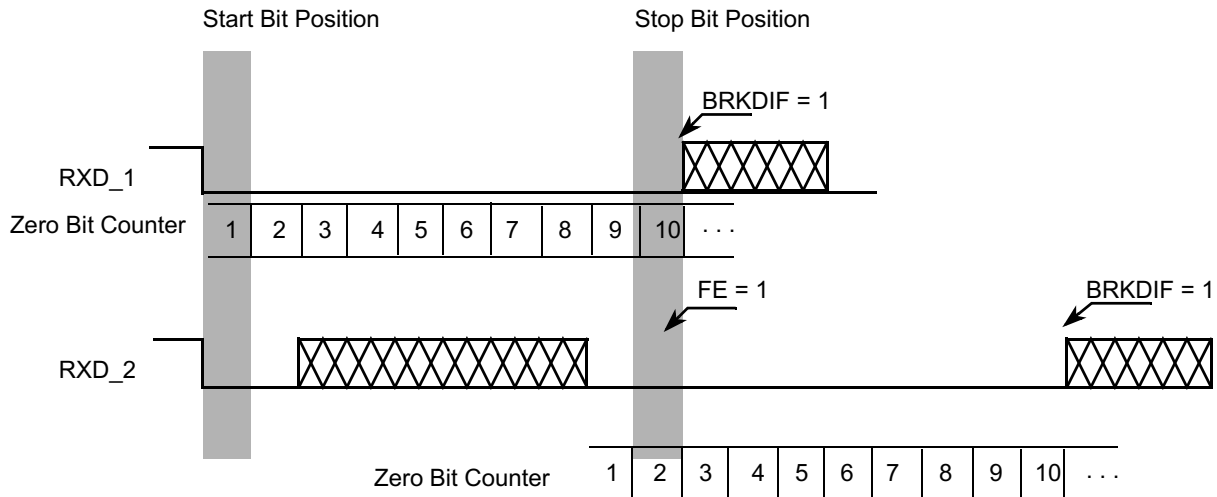 Start Bit Position
Stop Bit Position
BRKDIF = 1
RXD_1
Zero Bit Counter
1 2 3 4 5 6 7 8 9 10 . . .
FE = 1
BRKDIF = 1
RXD_2
Zero Bit Counter
1 2 3 4 5 6 7 8 9 10 . . .